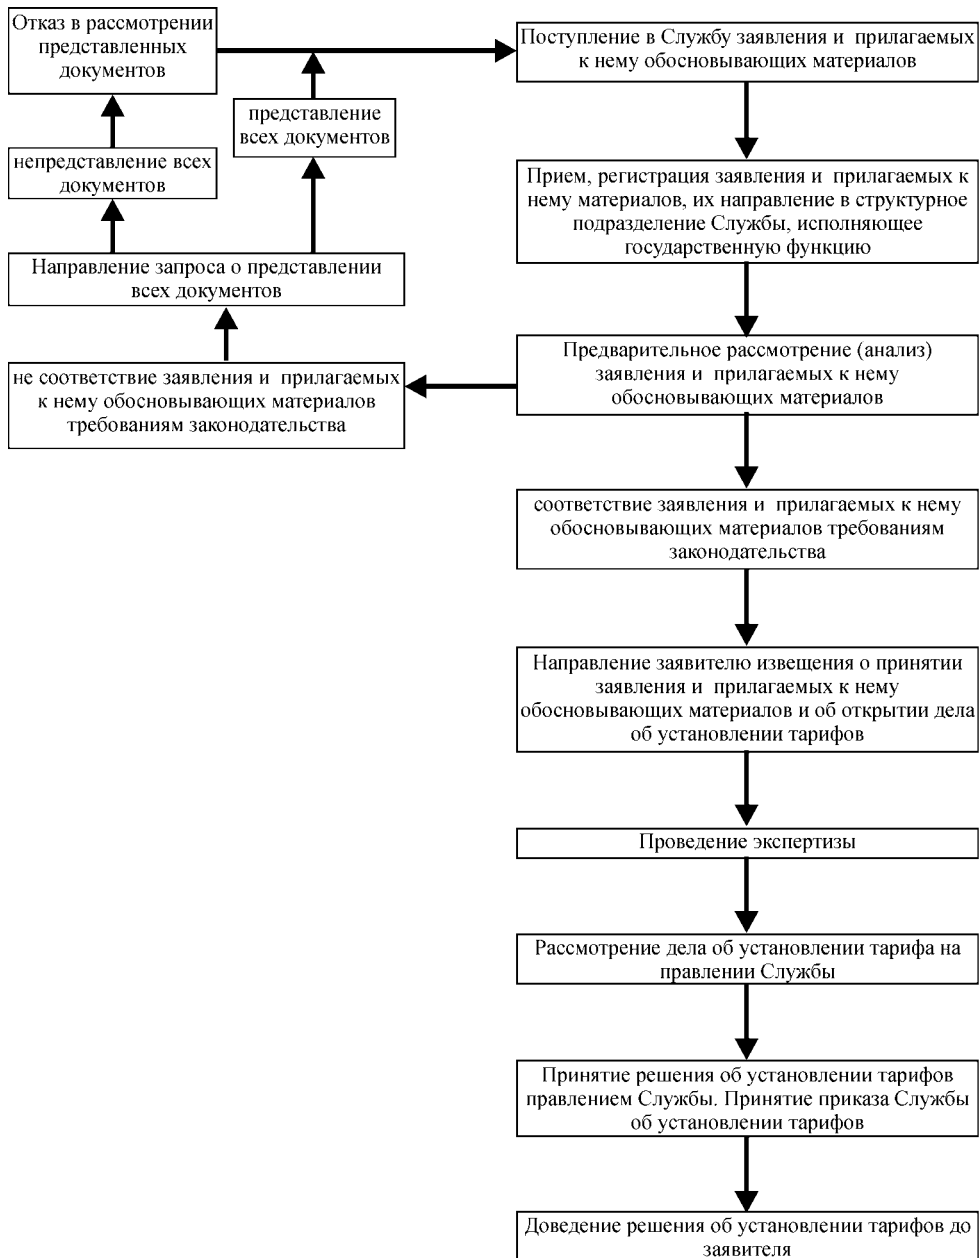 Отказ в рассмотрении
представленных
документов
Поступление в Службу заявления и прилагаемых
к нему обосновывающих материалов
представление
всех документов
непредставление всех
документов
Прием, регистрация заявления и прилагаемых к
нему материалов, их направление в структурное
подразделение Службы, исполняющее
государственную функцию
Направление запроса о представлении
всех документов
Предварительное рассмотрение (анализ)
заявления и прилагаемых к нему
обосновывающих материалов
не соответствие заявления и прилагаемых
к нему обосновывающих материалов
требованиям законодательства
соответствие заявления и прилагаемых к нему
обосновывающих материалов требованиям
законодательства
Направление заявителю извещения о принятии
заявления и прилагаемых к нему
обосновывающих материалов и об открытии дела
об установлении тарифов
Проведение экспертизы
Рассмотрение дела об установлении тарифа на
правлении Службы
Принятие решения об установлении тарифов
правлением Службы. Принятие приказа Службы
об установлении тарифов
Доведение решения об установлении тарифов до
заявителя